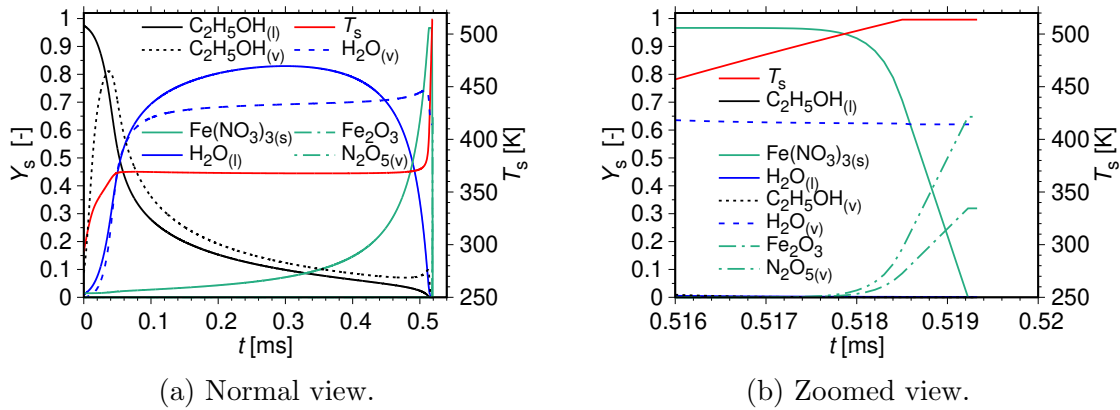 C2H5OH(l) Ts
C2H5OH(v) H2O(v)
Fe(NO3)3(s) Fe2O3
H2O(l) N2O5(v)
1
0.9
0.8
0.7
0.6
0.5
0.4
0.3
0.2
0.1
0
Ys [-]
500
450
400
350
300
250
Ts [K]
0 0.1 0.2 0.3 0.4 0.5
t [ms]
(a) Normal view.
Ts
C2H5OH(l)
Fe(NO3)3(s)
H2O(l)
C2H5OH(v)
H2O(v)
Fe2O3
N2O5(v)
1
0.9
0.8
0.7
0.6
0.5
0.4
0.3
0.2
0.1
0
Ys [-]
500
450
400
350
300
250
Ts [K]
0.516 0.517 0.518 0.519 0.52
t [ms]
(b) Zoomed view.